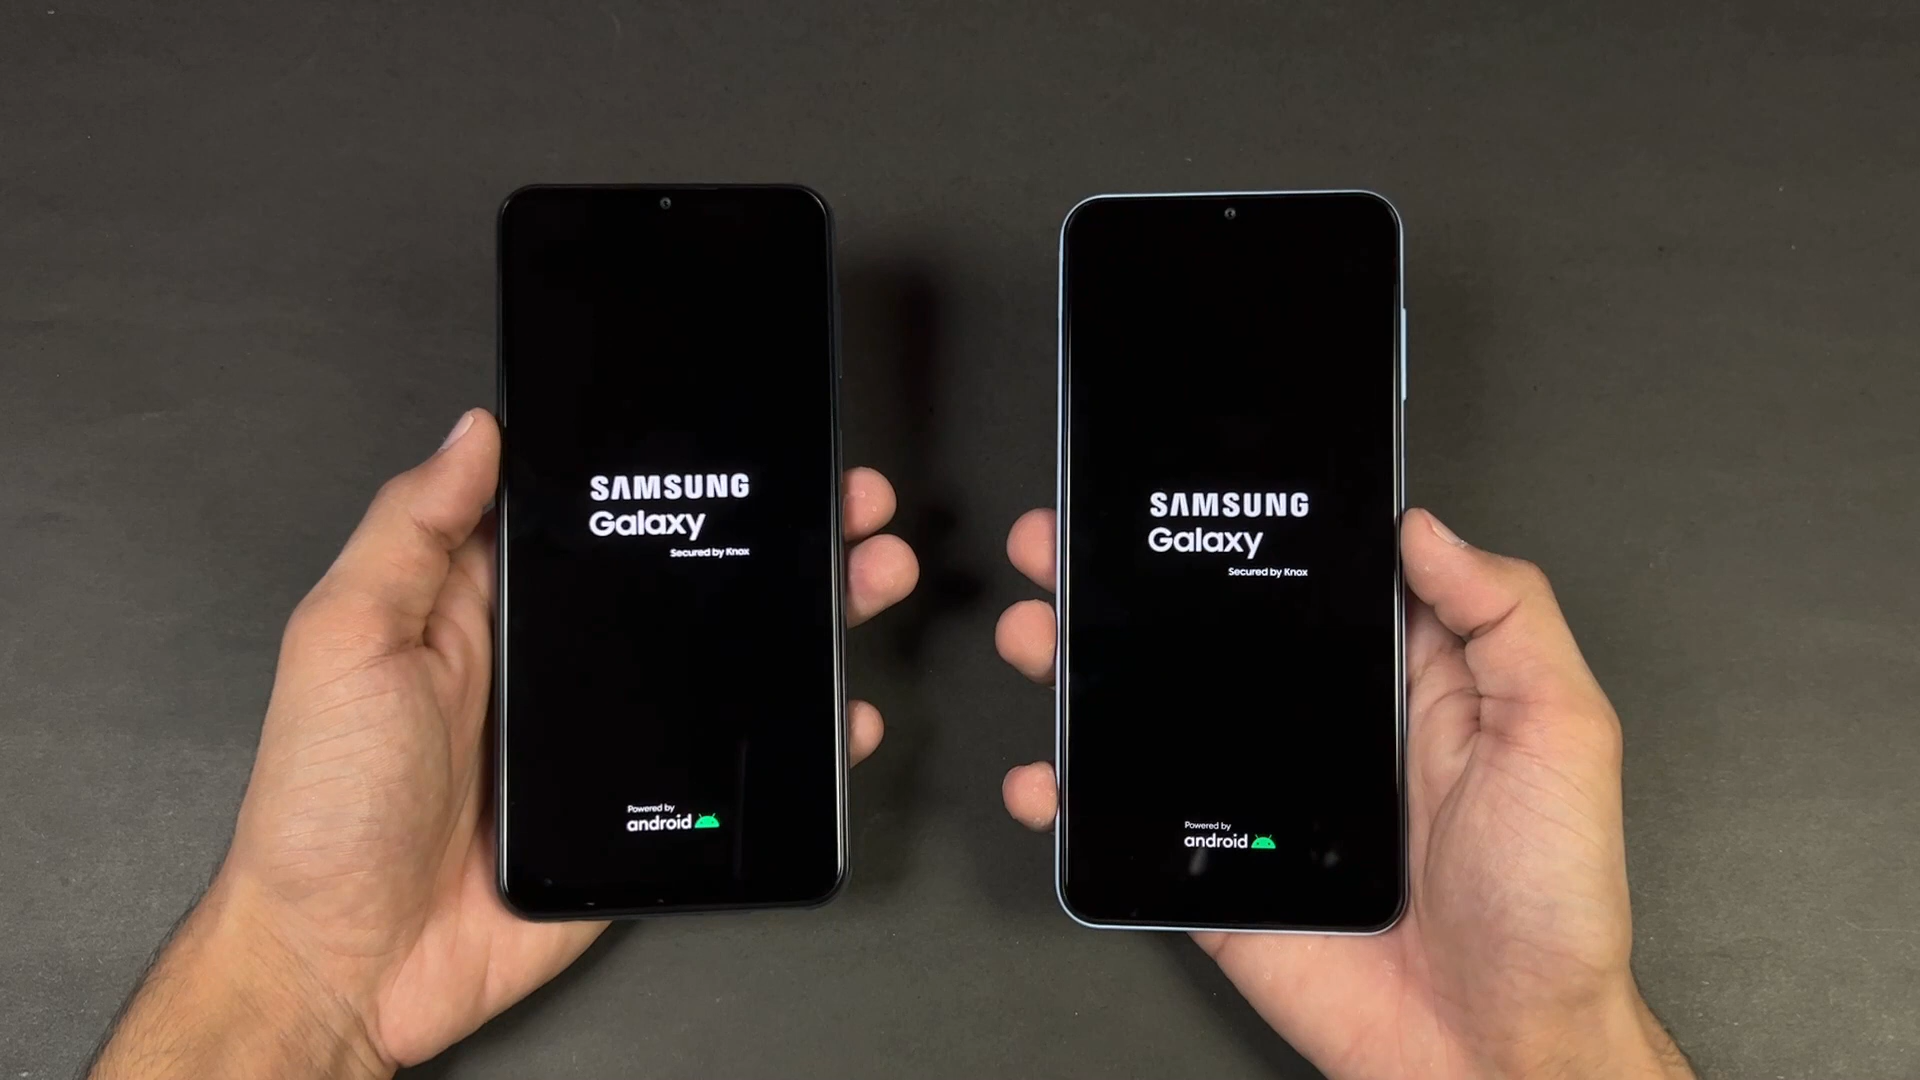 SAMSUNG
Galaxy
Secured by Knox
Powered by
android
SAMSUNG
Galaxy
Secured by Knox
Powered by
android